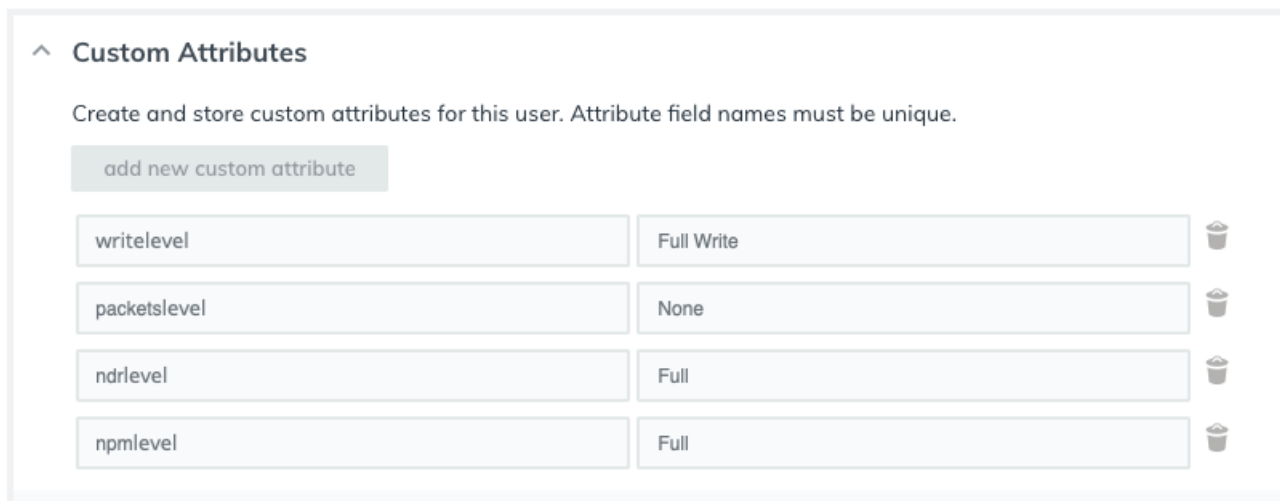 Custom Attributes
Create and store custom attributes for this user. Attribute field names must be unique.
add new custom attribute
writelevel Full Write
packetslevel None
ndrlevel Full
npmlevel Full